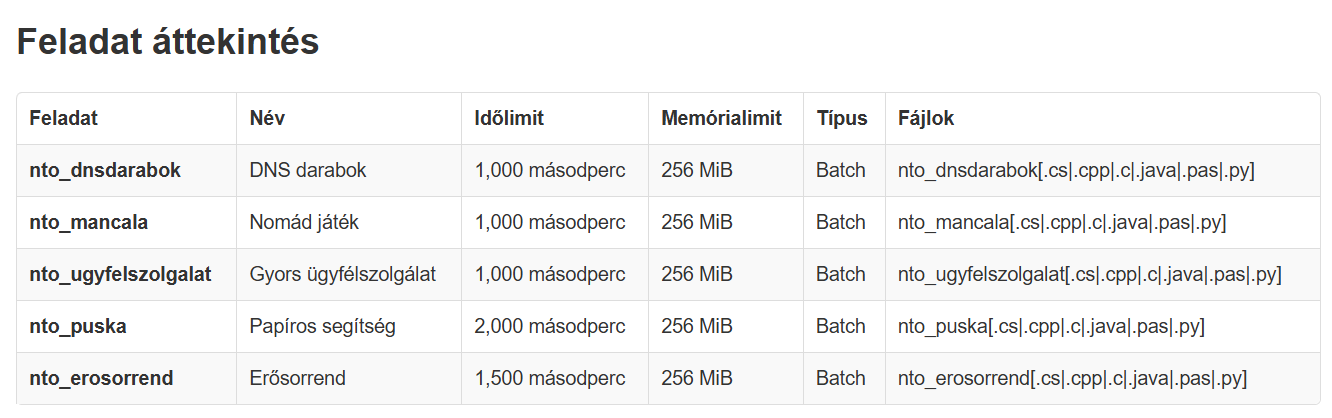 Feladat áttekintés
Feladat Név Időlimit Memórialimit Típus Fájlok
nto_dnsdarabok DNS darabok 1,000 másodperc 256 MiB Batch nto_dnsdarabok[.cs|.cpp|.c|.java|.pas|.py]
nto_mancala Nomád játék 1,000 másodperc 256 MiB Batch nto_mancala[.cs|.cpp|.c|.java|.pas|.py]
nto_ugyfelszolgalat Gyors ügyfélszolgálat 1,000 másodperc 256 MiB Batch nto_ugyfelszolgalat[.cs|.cpp|.c|.java|.pas|.py]
nto_puska Papíros segítség 2,000 másodperc 256 MiB Batch nto_puska[.cs|.cpp|.c|.java|.pas|.py]
nto_erosorrend Erősorrend 1,500 másodperc 256 MiB Batch nto_erosorrend[.cs|.cpp|.c|.java|.pas|.py]